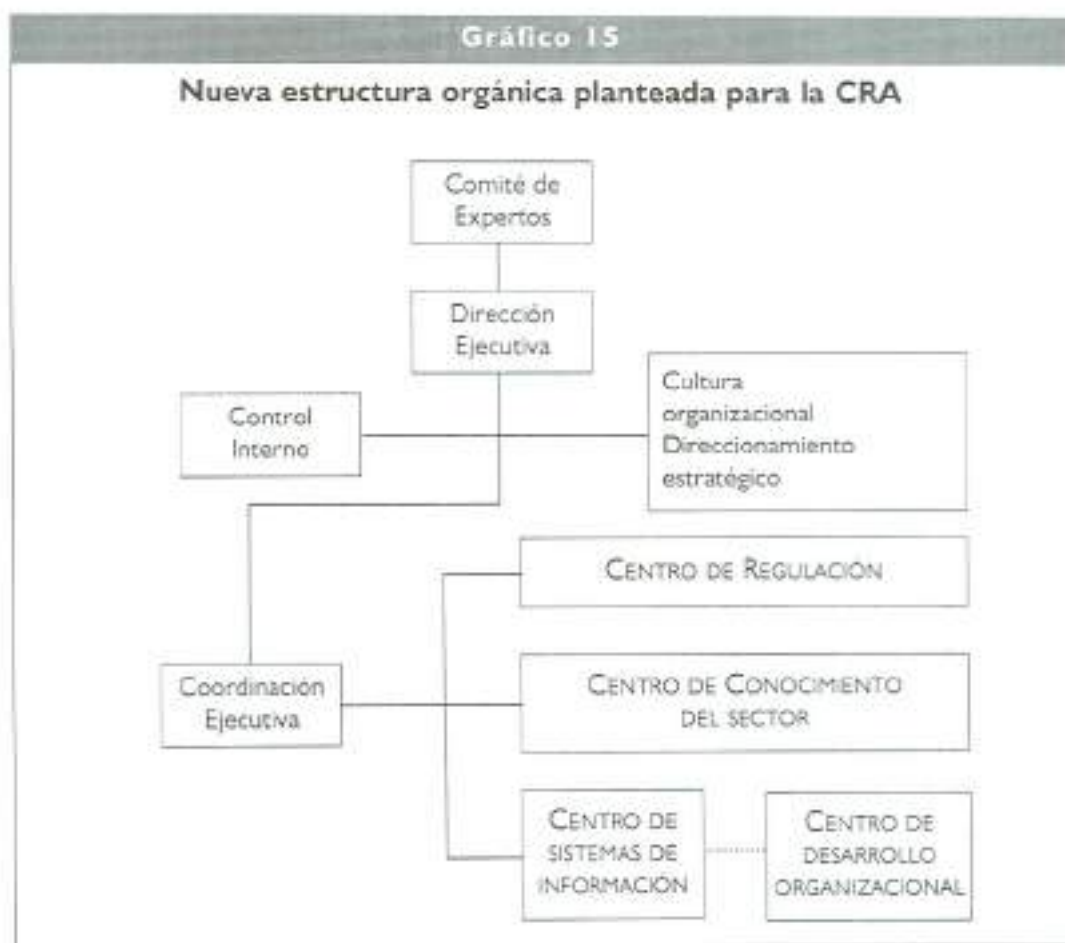 Gráfico 15
Nueva estructura orgánica planteada para la CRA
Comité de
Expertos
Dirección
Ejecutiva
Control
Interno
Cultura
organizacional
Direccionamiento
estratégico
CENTRO DE REGULACIÓN
Coordinación
Ejecutiva
CENTRO DE CONOCIMIENTO
DEL SECTOR
CENTRO DE
SISTEMAS DE
INFORMACIÓN
CENTRO DE
DESARROLLO
ORGANIZACIONAL